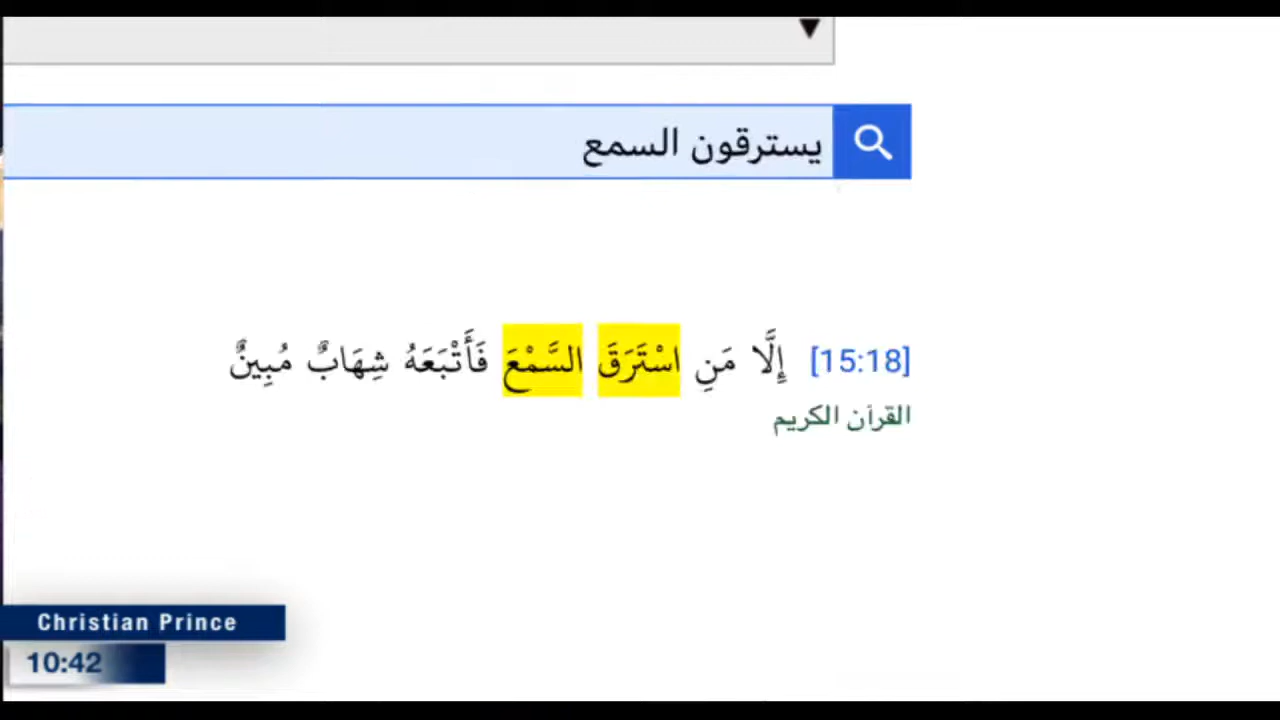 يسترقون السمع
[15:18] إِلَّا مَنِ اسْتَرَقَ السَّمْعَ فَأَتْبَعَهُ شِهَابٌ مُبِينٌ
القرآن الكريم
Christian Prince
10:42